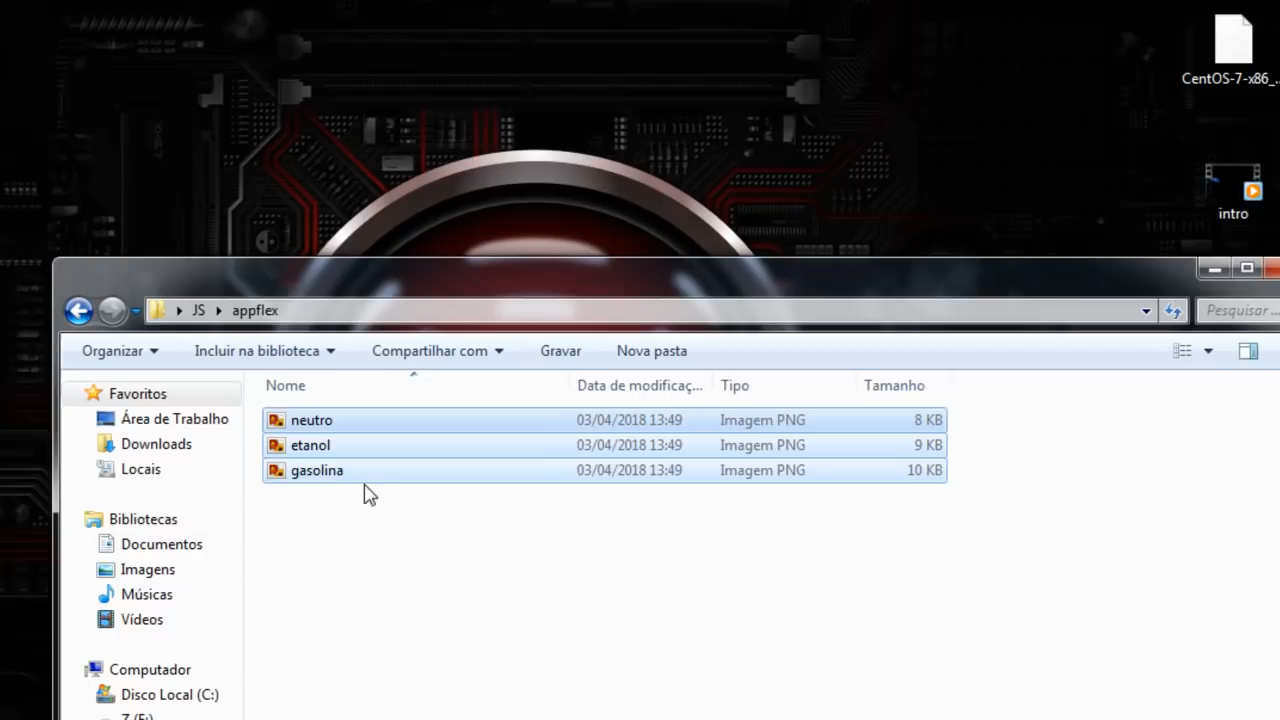 CentOS-7-x86_...
intro
JS appflex
Pesquisar ...
Organizar Incluir na biblioteca Compartilhar com Gravar Nova pasta
Nome Data de modificaç... Tipo Tamanho
Favoritos
Área de Trabalho
Downloads
Locais
Bibliotecas
Documentos
Imagens
Músicas
Vídeos
Computador
Disco Local (C:)
neutro 03/04/2018 13:49 Imagem PNG 8 KB
etanol 03/04/2018 13:49 Imagem PNG 9 KB
gasolina 03/04/2018 13:49 Imagem PNG 10 KB